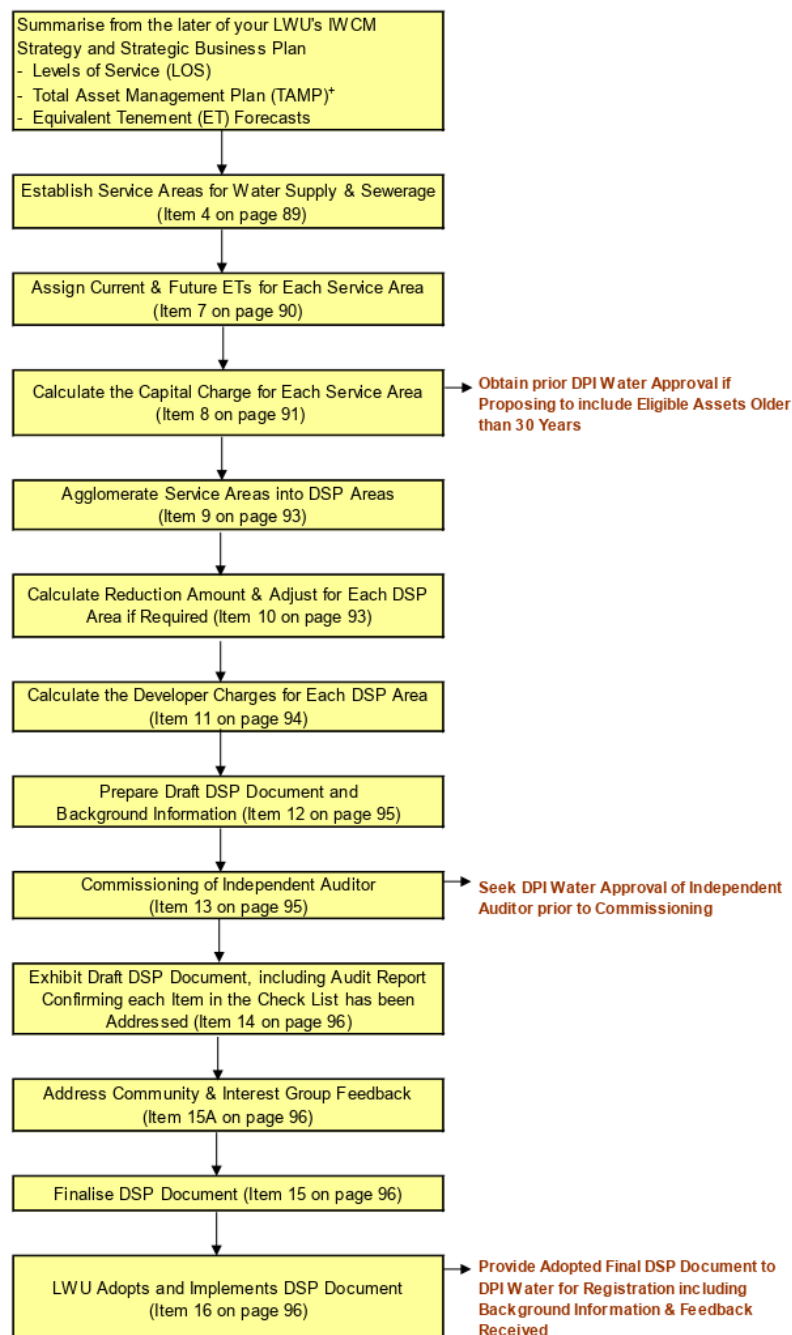 Summarise from the later of your LWU's IWCM
Strategy and Strategic Business Plan
- Levels of Service (LOS)
- Total Asset Management Plan (TAMP)+
- Equivalent Tenement (ET) Forecasts
Establish Service Areas for Water Supply & Sewerage
(Item 4 on page 89)
Assign Current & Future ETs for Each Service Area
(Item 7 on page 90)
Calculate the Capital Charge for Each Service Area
(Item 8 on page 91)
Obtain prior DPI Water Approval if
Proposing to include Eligible Assets Older
than 30 Years
Agglomerate Service Areas into DSP Areas
(Item 9 on page 93)
Calculate Reduction Amount & Adjust for Each DSP
Area if Required (Item 10 on page 93)
Calculate the Developer Charges for Each DSP Area
(Item 11 on page 94)
Prepare Draft DSP Document and
Background Information (Item 12 on page 95)
Commissioning of Independent Auditor
(Item 13 on page 95)
Seek DPI Water Approval of Independent
Auditor prior to Commissioning
Exhibit Draft DSP Document, including Audit Report
Confirming each Item in the Check List has been
Addressed (Item 14 on page 96)
Address Community & Interest Group Feedback
(Item 15A on page 96)
Finalise DSP Document (Item 15 on page 96)
LWU Adopts and Implements DSP Document
(Item 16 on page 96)
Provide Adopted Final DSP Document to
DPI Water for Registration including
Background Information & Feedback
Received